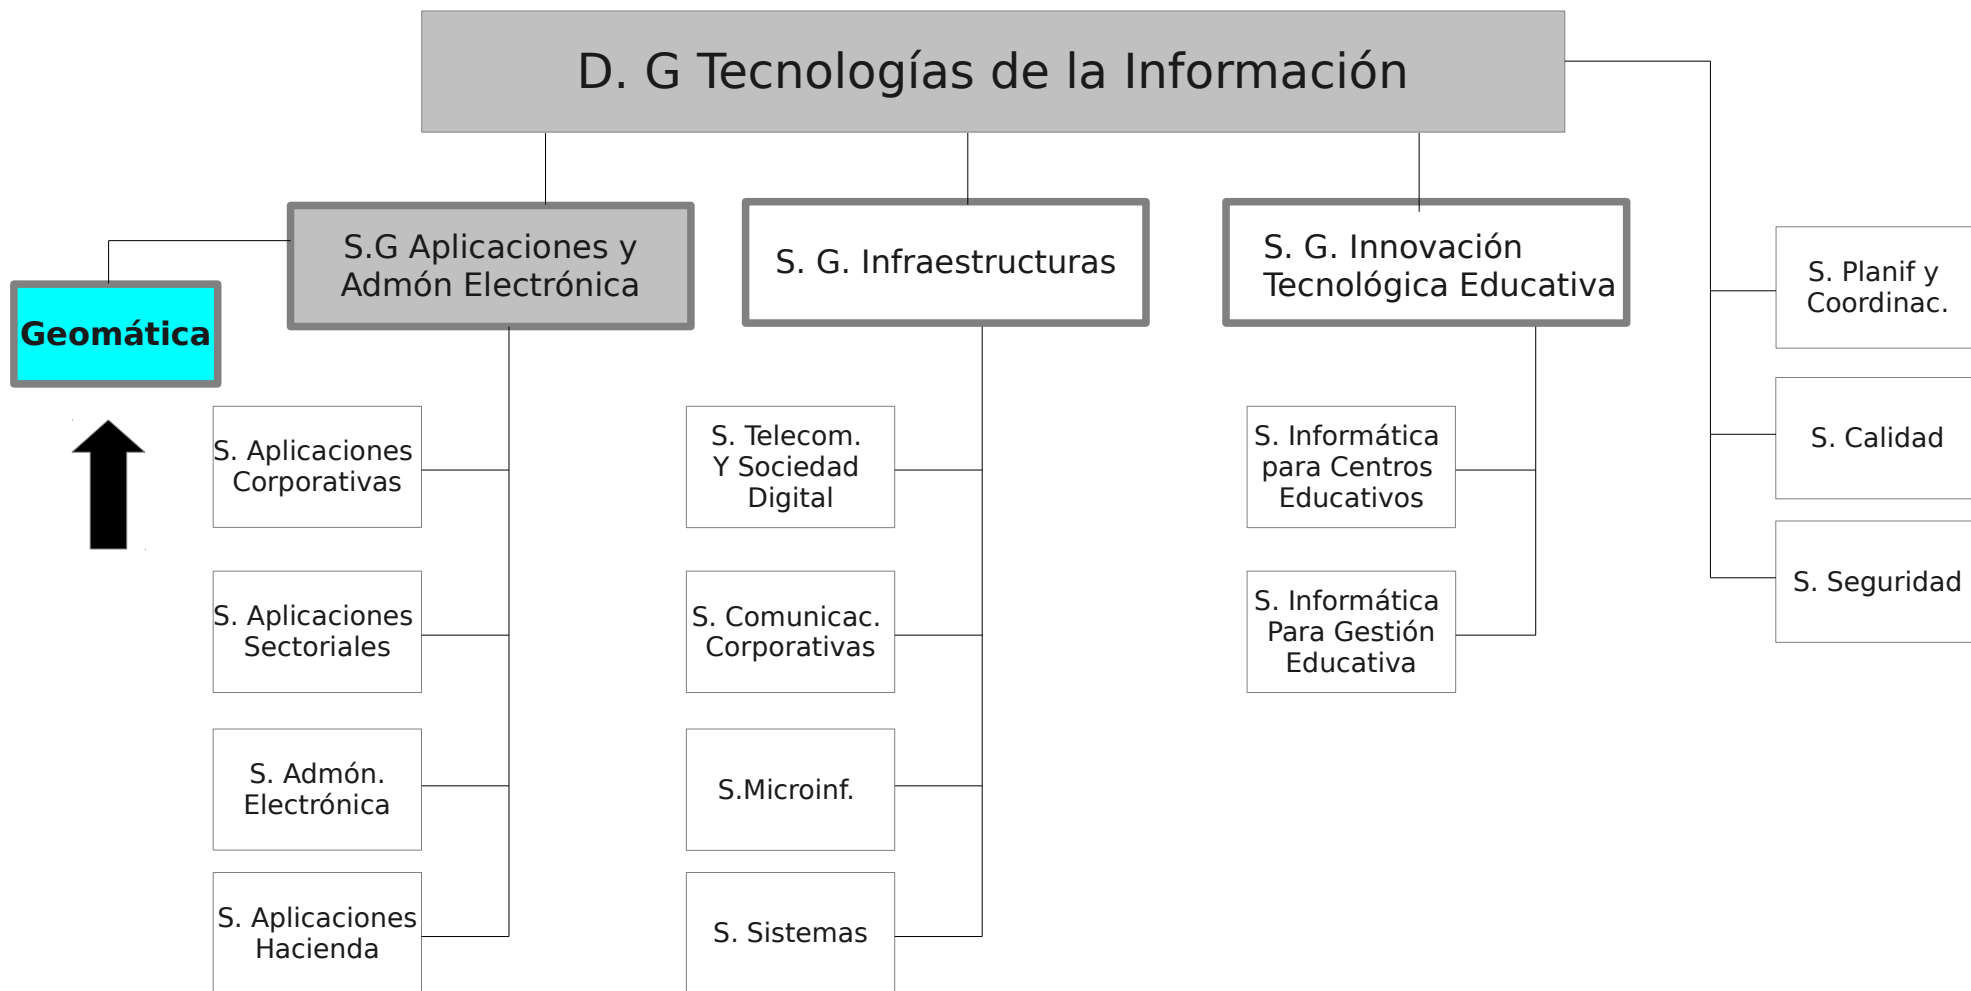 D. G Tecnologías de la Información
S.G Aplicaciones y
Admón Electrónica
S. G. Infraestructuras
S. G. Innovación
Tecnológica Educativa
Geomática
S. Planif y
Coordinac.
S. Calidad
S. Seguridad
S. Aplicaciones
Corporativas
S. Aplicaciones
Sectoriales
S. Admón.
Electrónica
S. Aplicaciones
Hacienda
S. Telecom.
Y Sociedad
Digital
S. Comunicac.
Corporativas
S.Microinf.
S. Sistemas
S. Informática
para Centros
Educativos
S. Informática
Para Gestión
Educativa